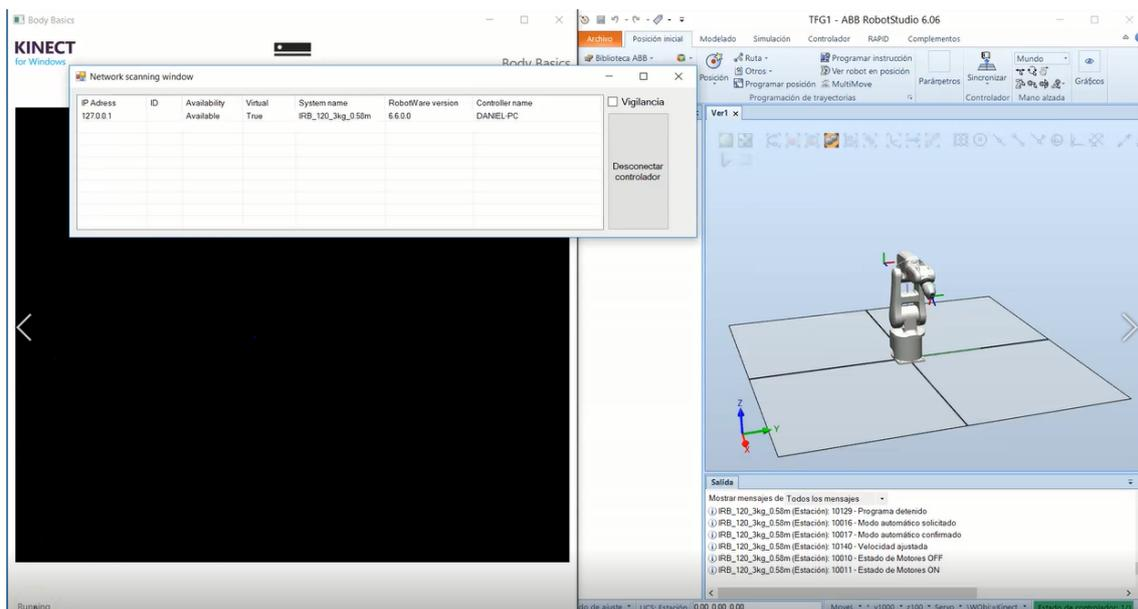 Body Basics
KINECT
for Windows
Body Basics
Network scanning window
IP Adress ID Availability Virtual System name RobotWare version Controller name
127.0.0.1 Available True IRB_120_3kg_0.58m 6.6.0.0 DANIEL-PC
Vigilancia
Desconectar
controlador
Running
TFG1 - ABB RobotStudio 6.06
Archivo Posición inicial Modelado Simulación Controlador RAPID Complementos
Biblioteca ABB
Posición
Ruta
Otros
Programar posición
Programar instrucción
Ver robot en posición
MultiMove
Programación de trayectorias
Parámetros
Sincronizar
Controlador
Mundo
Mano alzada
Gráficos
Ver1
Z
Y
X
Salida
Mostrar mensajes de Todos los mensajes
IRB_120_3kg_0.58m (Estación): 10129 - Programa detenido
IRB_120_3kg_0.58m (Estación): 10016 - Modo automático solicitado
IRB_120_3kg_0.58m (Estación): 10017 - Modo automático confirmado
IRB_120_3kg_0.58m (Estación): 10140 - Velocidad ajustada
IRB_120_3kg_0.58m (Estación): 10010 - Estado de Motores OFF
IRB_120_3kg_0.58m (Estación): 10011 - Estado de Motores ON
de ajuste UCS: Estación 0.00 0.00 0.00 MoveL * v1000 z100 Servo \WObj:=Kinect Estado de controlador: 1/1